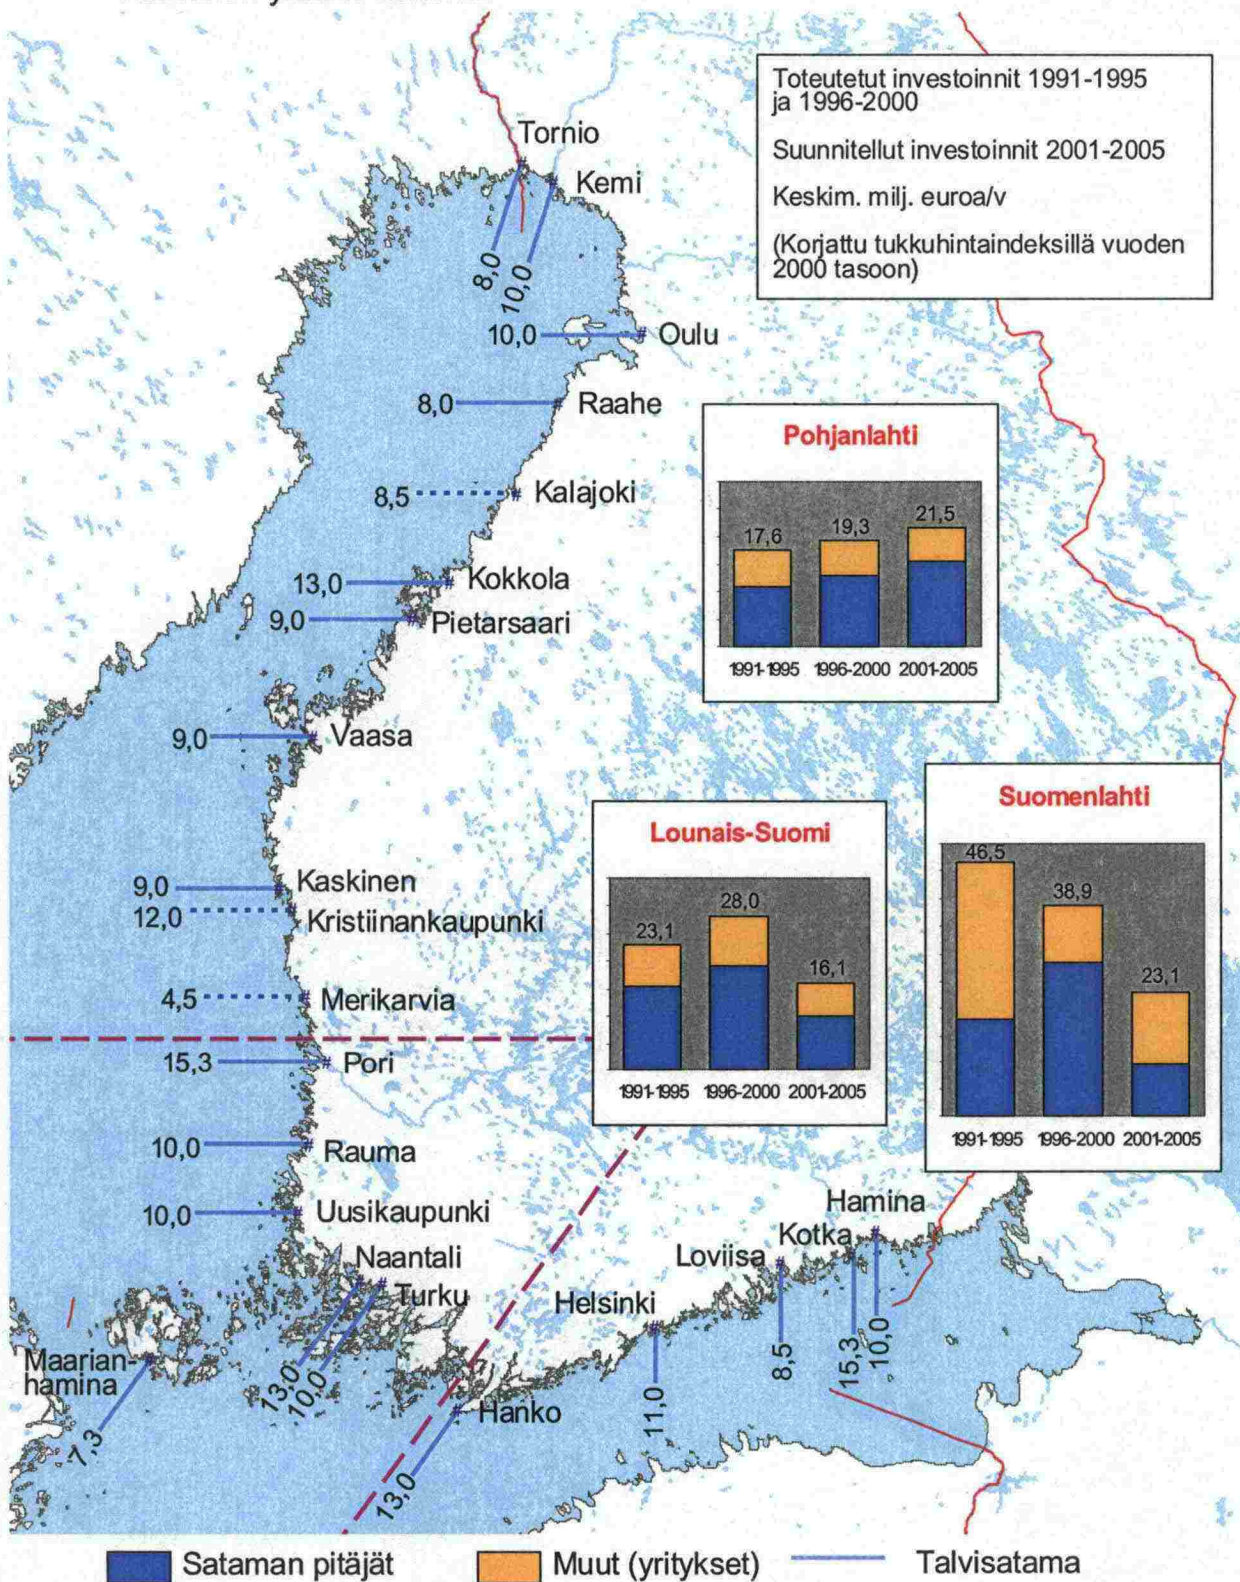 Toteutetut investoinnit 1991-1995
ja 1996-2000
Suunnitellut investoinnit 2001-2005
Keskim. milj. euroa/v
(Korjattu tukkuhintaindeksillä vuoden
2000 tasoon)
Tornio
Kemi
8,0
10,0
10,0
Oulu
8,0
Raahe
8,5
Kalajoki
13,0
Kokkola
9,0
Pietarsaari
9,0
Vaasa
9,0
Kaskinen
12,0
Kristiinankaupunki
4,5
Merikarvia
15,3
Pori
10,0
Rauma
10,0
Uusikaupunki
Naantali
Turku
13,0
10,0
Maarian-
hamina
7,3
Hanko
13,0
Helsinki
11,0
Loviisa
8,5
Kotka
15,3
Hamina
10,0
Pohjanlahti
17,6
19,3
21,5
1991-1995
1996-2000
2001-2005
Lounais-Suomi
23,1
28,0
16,1
1991-1995
1996-2000
2001-2005
Suomenlahti
46,5
38,9
23,1
1991-1995
1996-2000
2001-2005
Sataman pitäjät
Muut (yritykset)
Talvisatama